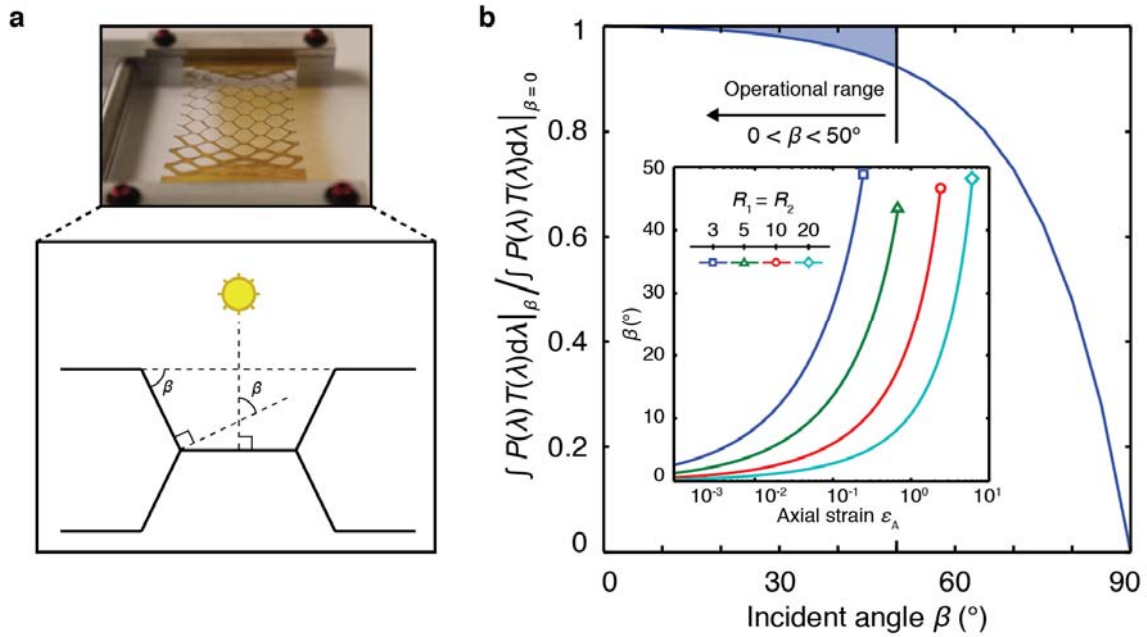 a
b
β
β
∫ P(λ) T(λ)dλ|β / ∫ P(λ) T(λ)dλ|β = 0
1
0.8
0.6
0.4
0.2
0
Operational range
0 < β < 50°
R1 = R2
3 5 10 20
β (°)
50
40
30
20
10
0
10-3 10-2 10-1 100 101
Axial strain εA
0 30 60 90
Incident angle β (°)